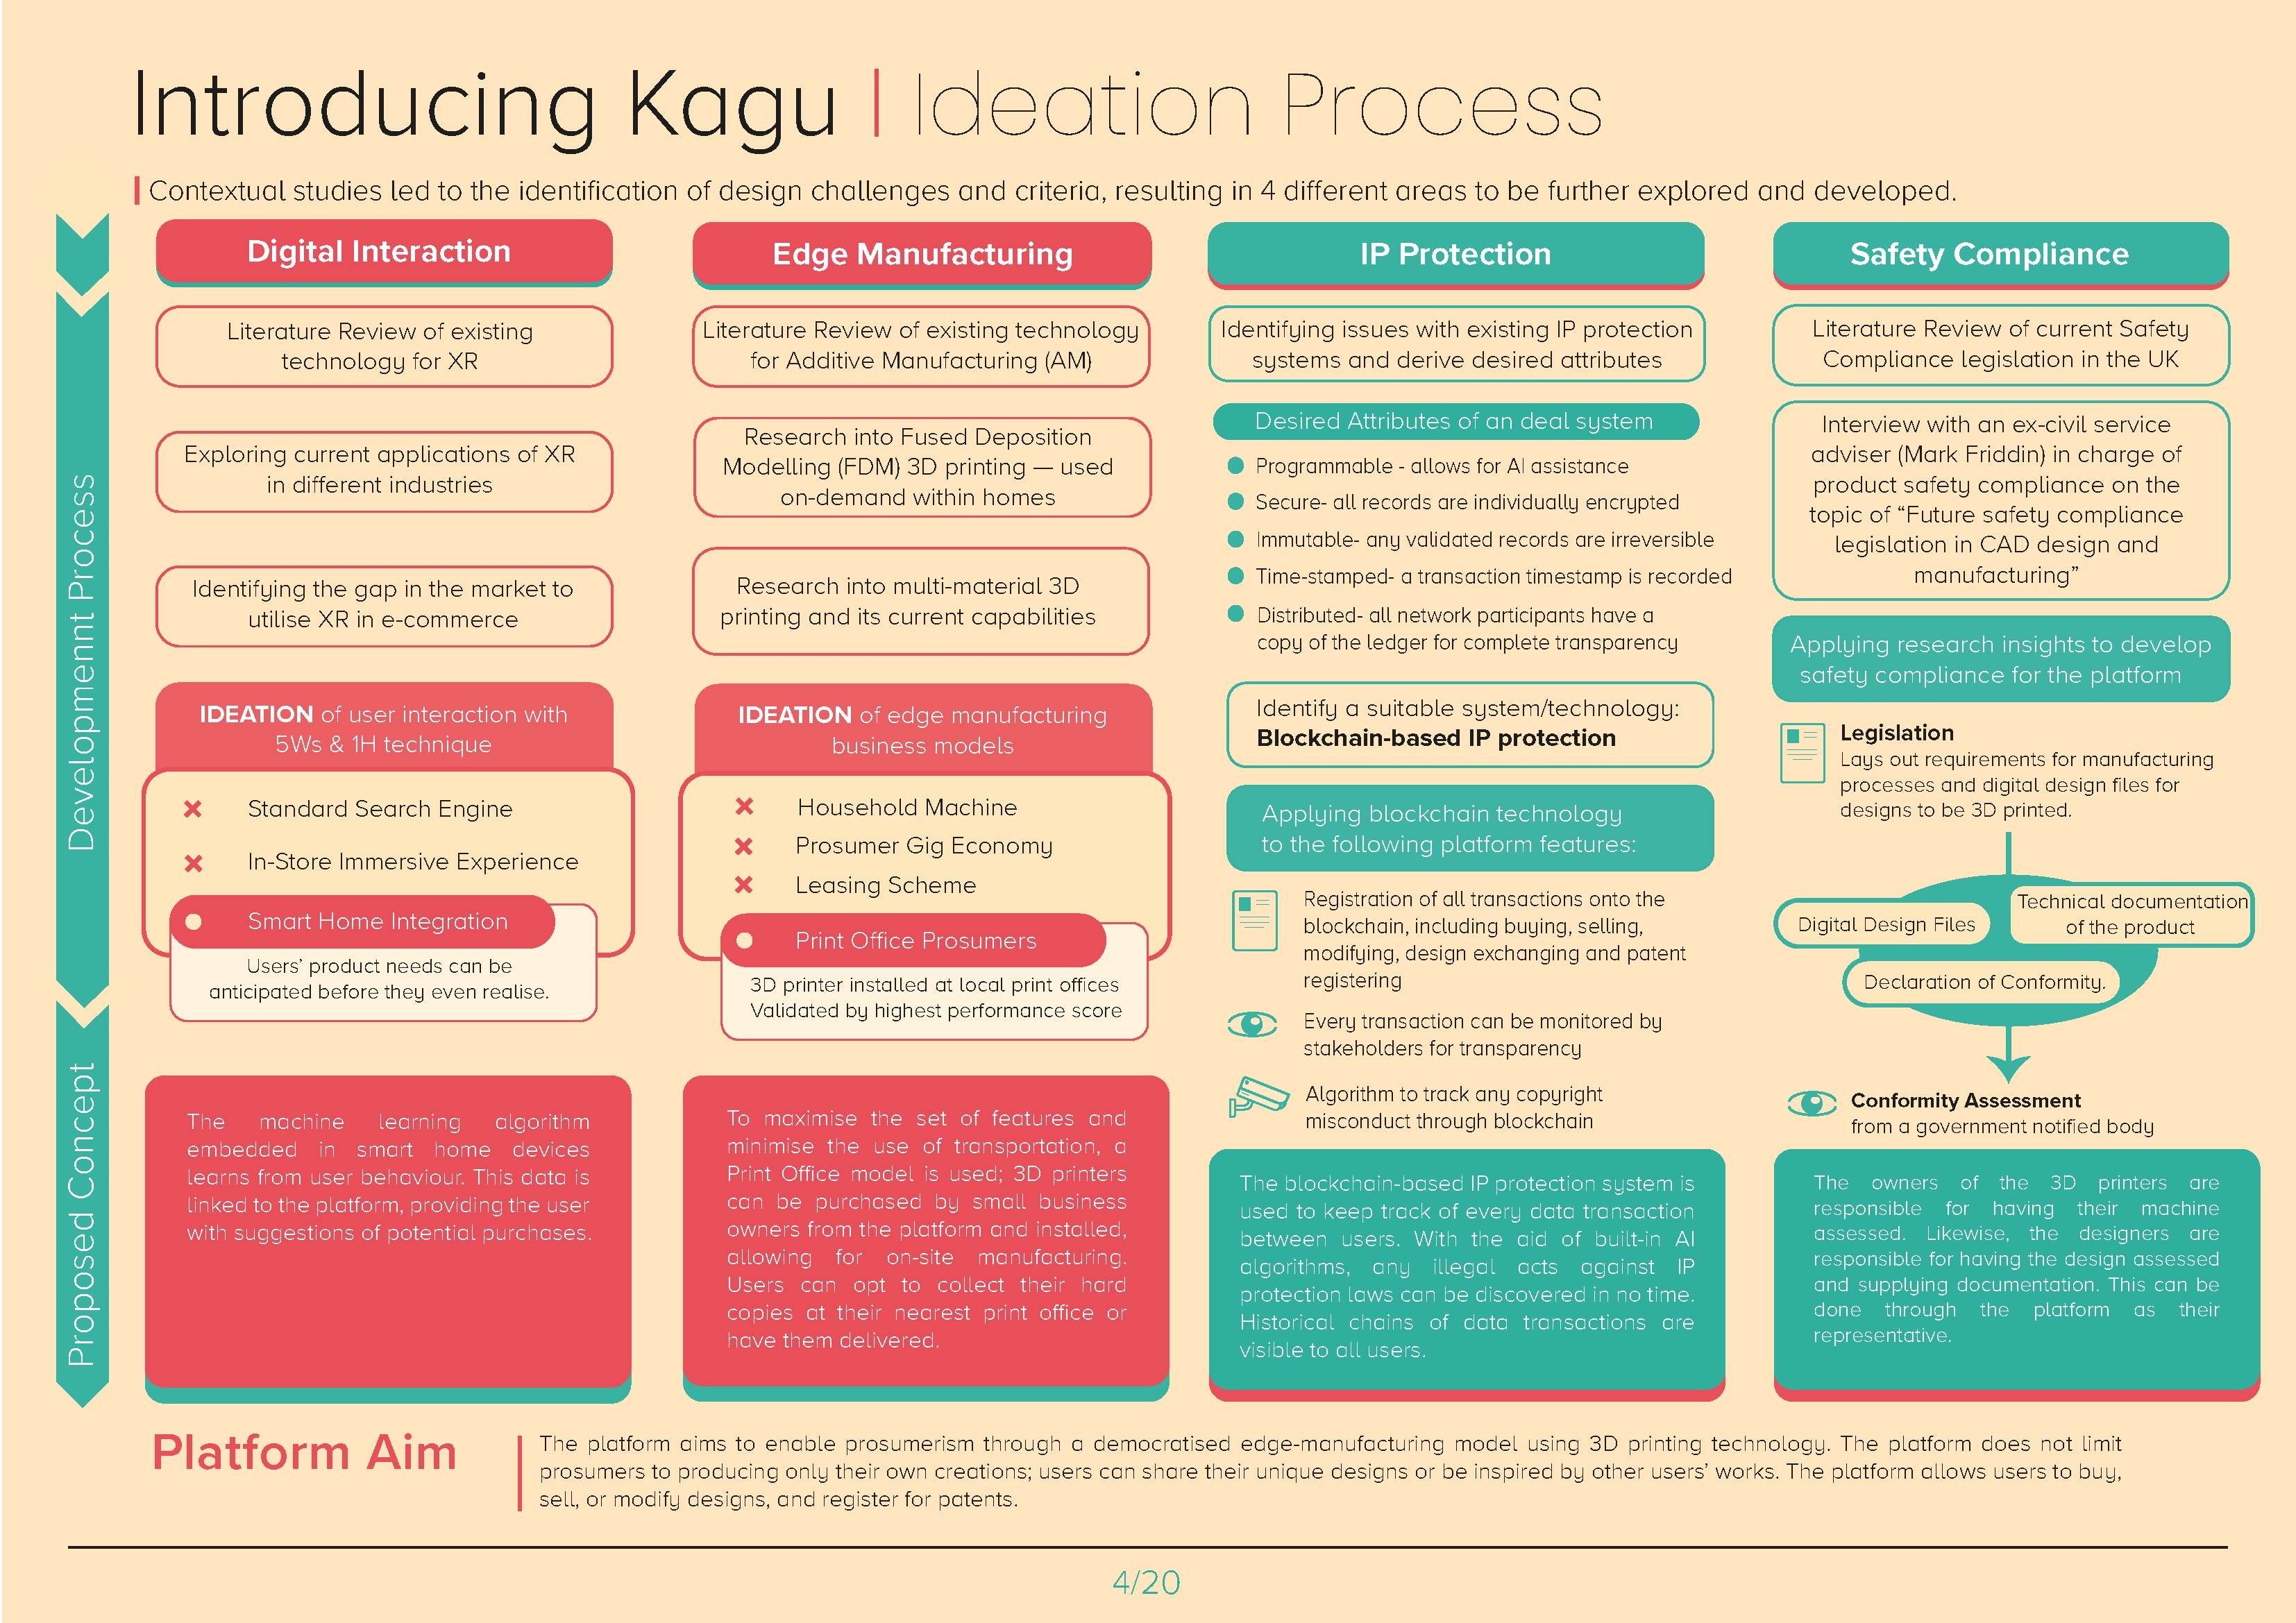 Introducing Kagu | Ideation Process
Contextual studies led to the identification of design challenges and criteria, resulting in 4 different areas to be further explored and developed.
Development Process
Proposed Concept
Digital Interaction
Literature Review of existing
technology for XR
Exploring current applications of XR
in different industries
Identifying the gap in the market to
utilise XR in e-commerce
IDEATION of user interaction with
5Ws & 1H technique
Standard Search Engine
In-Store Immersive Experience
Smart Home Integration
Users’ product needs can be
anticipated before they even realise.
The machine learning algorithm
embedded in smart home devices
learns from user behaviour. This data is
linked to the platform, providing the user
with suggestions of potential purchases.
Edge Manufacturing
Literature Review of existing technology
for Additive Manufacturing (AM)
Research into Fused Deposition
Modelling (FDM) 3D printing — used
on-demand within homes
Research into multi-material 3D
printing and its current capabilities
IDEATION of edge manufacturing
business models
Household Machine
Prosumer Gig Economy
Leasing Scheme
Print Office Prosumers
3D printer installed at local print offices
Validated by highest performance score
To maximise the set of features and
minimise the use of transportation, a
Print Office model is used; 3D printers
can be purchased by small business
owners from the platform and installed,
allowing for on-site manufacturing.
Users can opt to collect their hard
copies at their nearest print office or
have them delivered.
IP Protection
Identifying issues with existing IP protection
systems and derive desired attributes
Desired Attributes of an deal system
Programmable - allows for AI assistance
Secure- all records are individually encrypted
Immutable- any validated records are irreversible
Time-stamped- a transaction timestamp is recorded
Distributed- all network participants have a
copy of the ledger for complete transparency
Identify a suitable system/technology:
Blockchain-based IP protection
Applying blockchain technology
to the following platform features:
Registration of all transactions onto the
blockchain, including buying, selling,
modifying, design exchanging and patent
registering
Every transaction can be monitored by
stakeholders for transparency
Algorithm to track any copyright
misconduct through blockchain
The blockchain-based IP protection system is
used to keep track of every data transaction
between users. With the aid of built-in AI
algorithms, any illegal acts against IP
protection laws can be discovered in no time.
Historical chains of data transactions are
visible to all users.
Safety Compliance
Literature Review of current Safety
Compliance legislation in the UK
Interview with an ex-civil service
adviser (Mark Friddin) in charge of
product safety compliance on the
topic of “Future safety compliance
legislation in CAD design and
manufacturing”
Applying research insights to develop
safety compliance for the platform
Legislation
Lays out requirements for manufacturing
processes and digital design files for
designs to be 3D printed.
Technical documentation
of the product
Digital Design Files
Declaration of Conformity.
Conformity Assessment
from a government notified body
The owners of the 3D printers are
responsible for having their machine
assessed. Likewise, the designers are
responsible for having the design assessed
and supplying documentation. This can be
done through the platform as their
representative.
Platform Aim
The platform aims to enable prosumerism through a democratised edge-manufacturing model using 3D printing technology. The platform does not limit
prosumers to producing only their own creations; users can share their unique designs or be inspired by other users’ works. The platform allows users to buy,
sell, or modify designs, and register for patents.
4/20